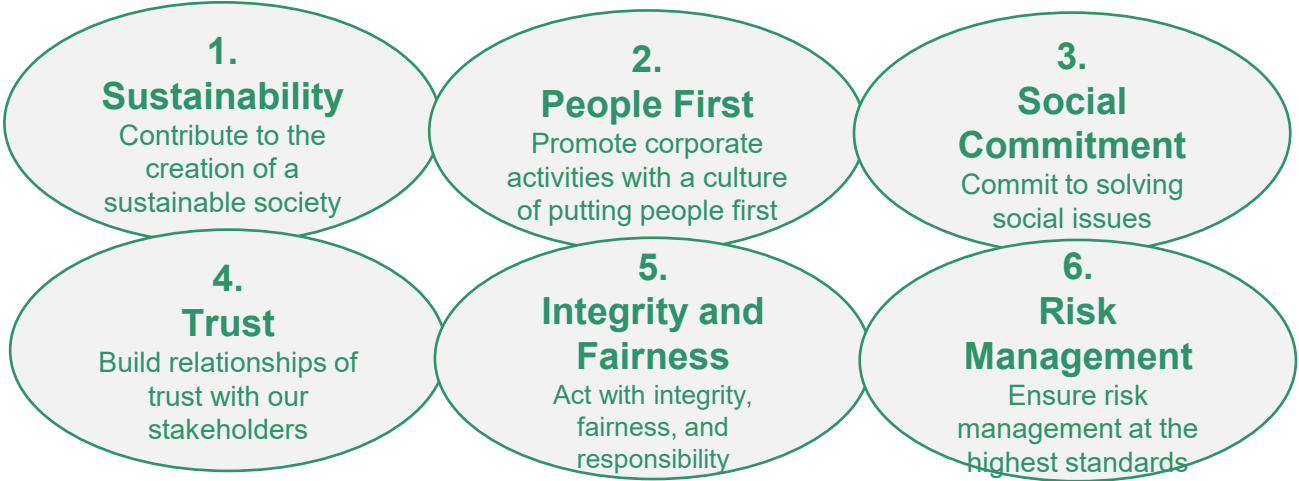 1.
Sustainability
Contribute to the
creation of a
sustainable society
2.
People First
Promote corporate
activities with a culture
of putting people first
3.
Social
Commitment
Commit to solving
social issues
4.
Trust
Build relationships of
trust with our
stakeholders
5.
Integrity and
Fairness
Act with integrity,
fairness, and
responsibility
6.
Risk
Management
Ensure risk
management at the
highest standards